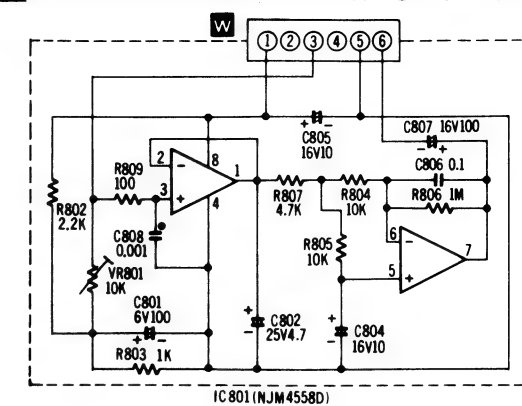 W
① ② ③ ④ ⑤ ⑥
+ -
C805
16V10
C807 16V100
- +
C806 0.1
R806 1M
2 - 8 1
R809
100
3 +
4
R807
4.7K
R804
10K
R802
2.2K
C808
0.001
VR801
10K
R805
10K
6 -
7
5 +
C801
6V100
+ -
+
-
C802
25V4.7
+
-
C804
16V10
R803 1K
IC801(NJM4558D)